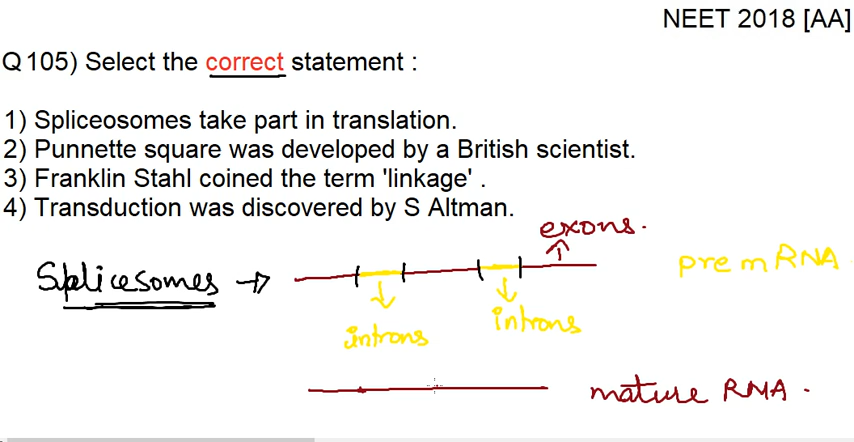 NEET 2018 [AA]
Q105) Select the correct statement :
1) Spliceosomes take part in translation.
2) Punnette square was developed by a British scientist.
3) Franklin Stahl coined the term 'linkage' .
4) Transduction was discovered by S Altman.
exons.
Splicesomes →
pre mRNA
introns
introns
mature RNA.